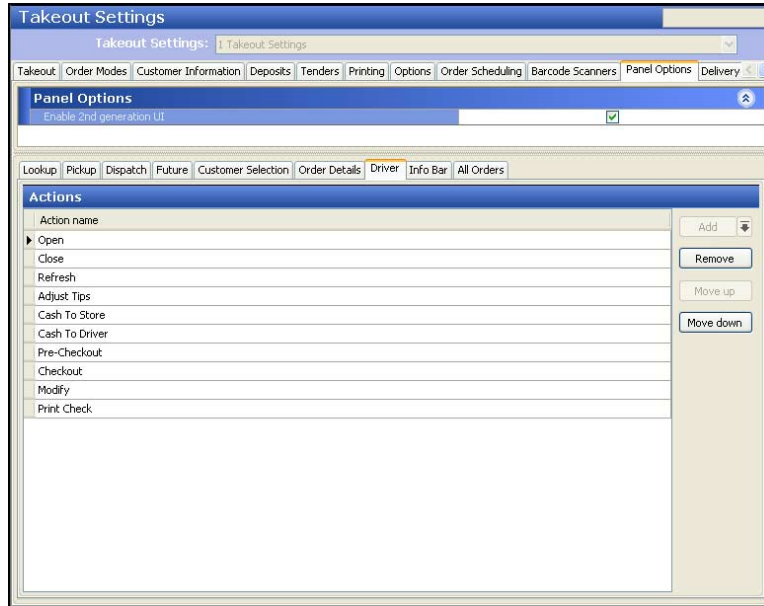 Takeout Settings
Takeout Settings: 1 Takeout Settings
Takeout Order Modes Customer Information Deposits Tenders Printing Options Order Scheduling Barcode Scanners Panel Options Delivery
Panel Options
Enable 2nd generation UI
Lookup Pickup Dispatch Future Customer Selection Order Details Driver Info Bar All Orders
Actions
Action name
Add
Open
Close
Remove
Refresh
Adjust Tips
Move up
Cash To Store
Cash To Driver
Move down
Pre-Checkout
Checkout
Modify
Print Check